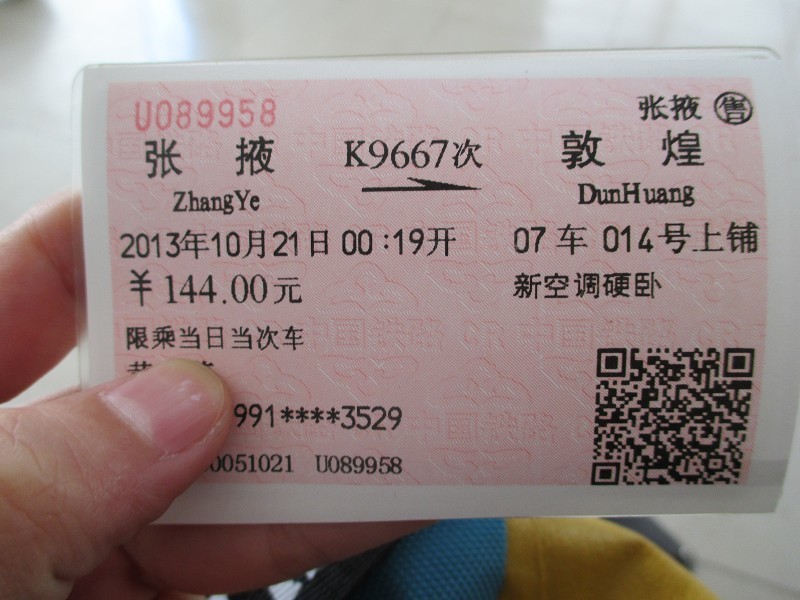 U089958
张掖 售
张掖 K9667次 敦煌
ZhangYe DunHuang
2013年10月21日 00:19开 07车 014号上铺
¥144.00元 新空调硬卧
限乘当日当次车
991****3529
0051021 U089958